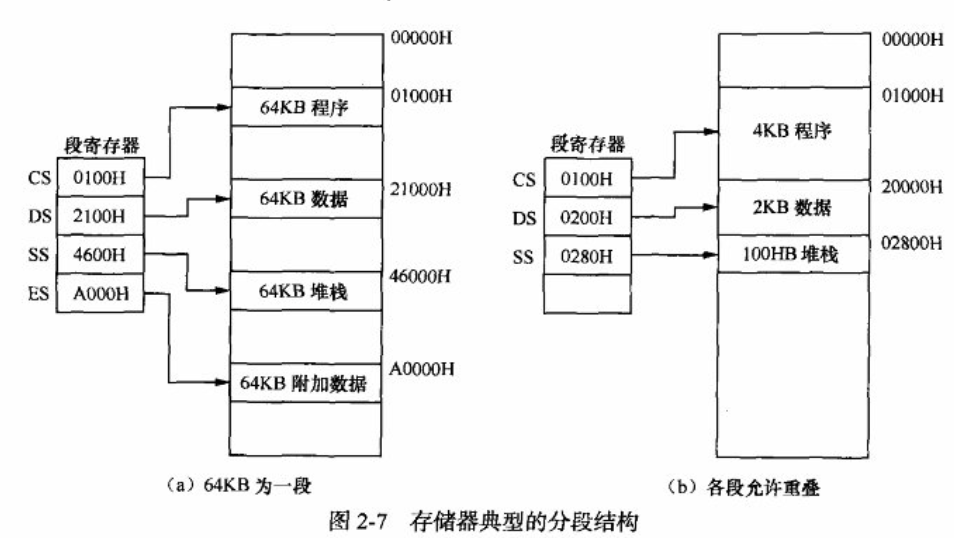 00000H
01000H
64KB 程序
段寄存器
CS 0100H
DS 2100H
SS 4600H
ES A000H
21000H
64KB 数据
46000H
64KB 堆栈
A0000H
64KB 附加数据
(a) 64KB 为一段
00000H
01000H
4KB 程序
段寄存器
CS 0100H
DS 0200H
SS 0280H
20000H
2KB 数据
02800H
100HB 堆栈
(b) 各段允许重叠
图 2-7 存储器典型的分段结构